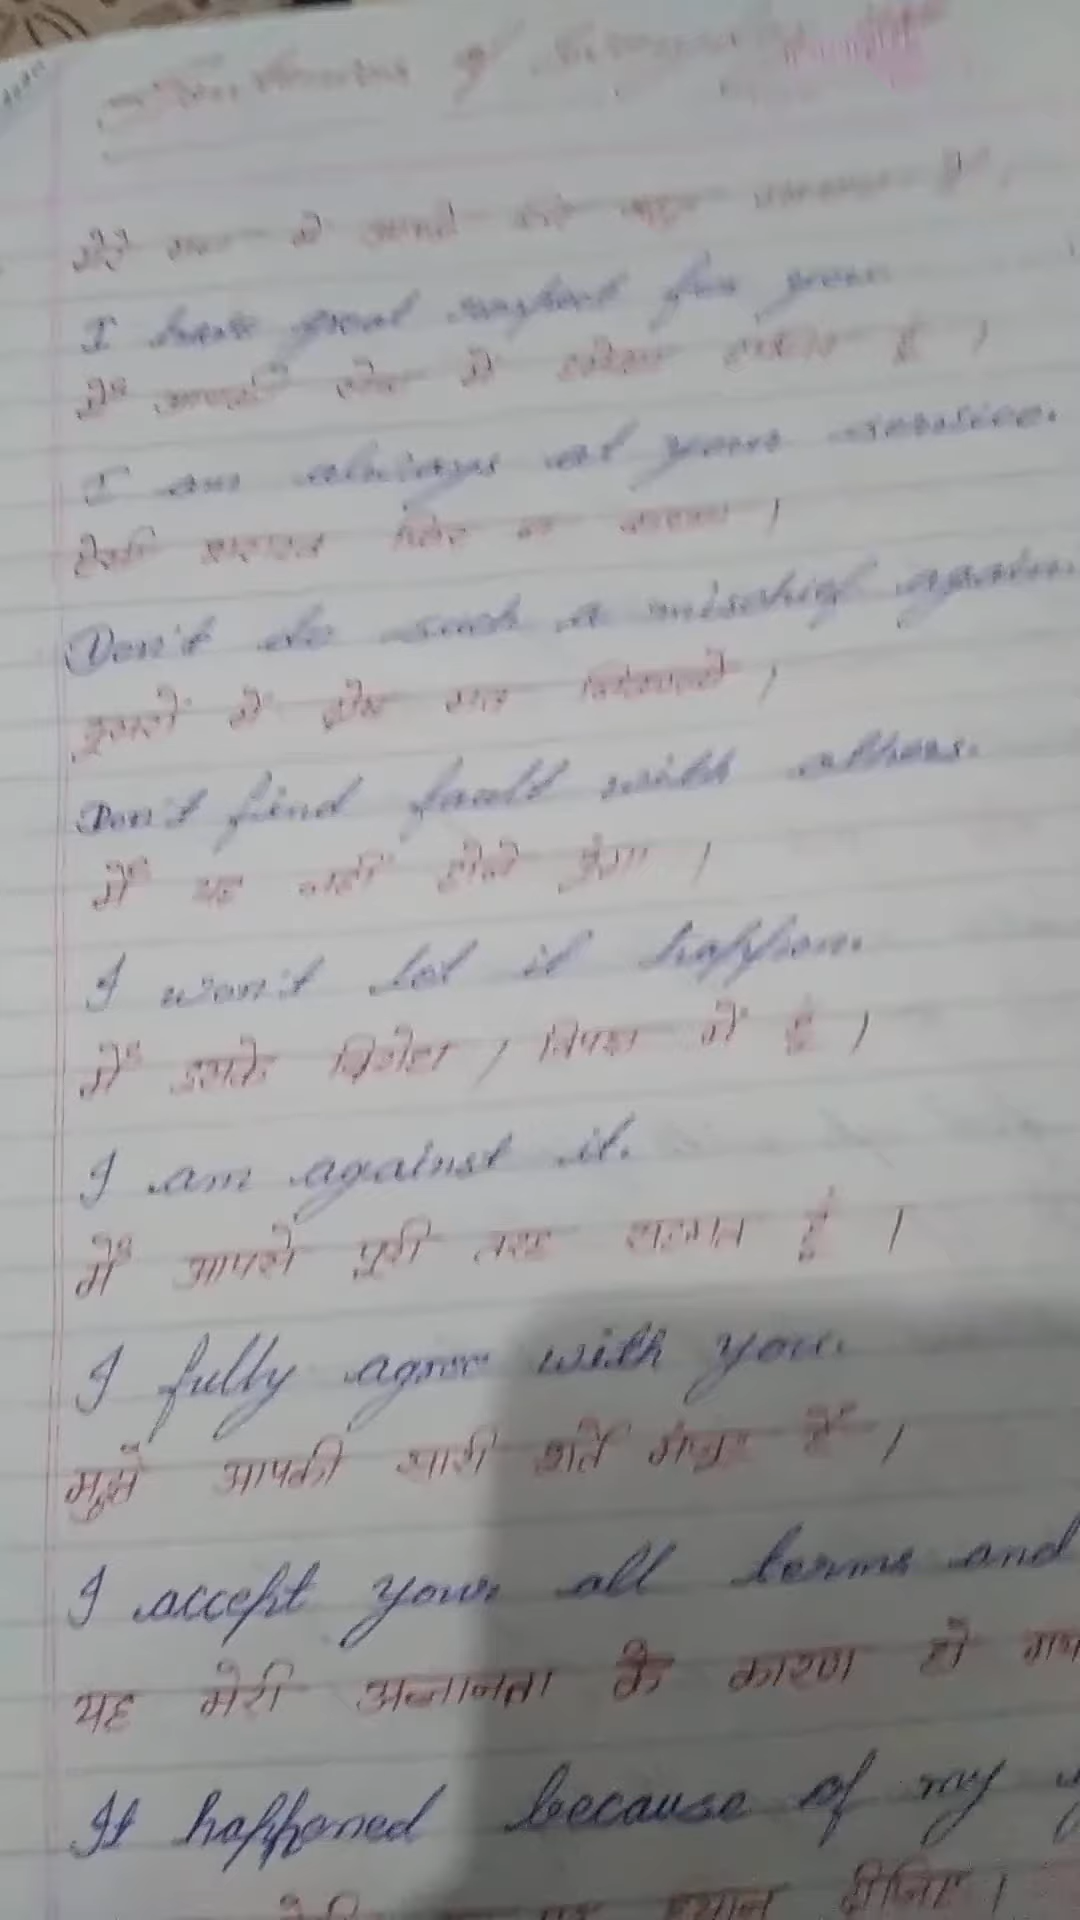 मेरे मन में आपके लिए बहुत सम्मान है ।
I have great respect for you.
मैं आपकी सेवा में हमेशा हाजिर हूं ।
I am always at your service.
ऐसी शरारत फिर न करना ।
Don't do such a mischief again.
दूसरों में दोष मत निकालो ।
Don't find fault with others.
मैं यह नहीं होने दूंगा ।
I won't let it happen.
मैं इसके विरोध / विपक्ष में हूं ।
I am against it.
मैं आपसे पूरी तरह सहमत हूं ।
I fully agree with you.
मुझे आपकी सारी शर्तें मंजूर हैं ।
I accept your all terms and
यह मेरी अज्ञानता के कारण हो
It happened because of my
ध्यान दीजिए ।